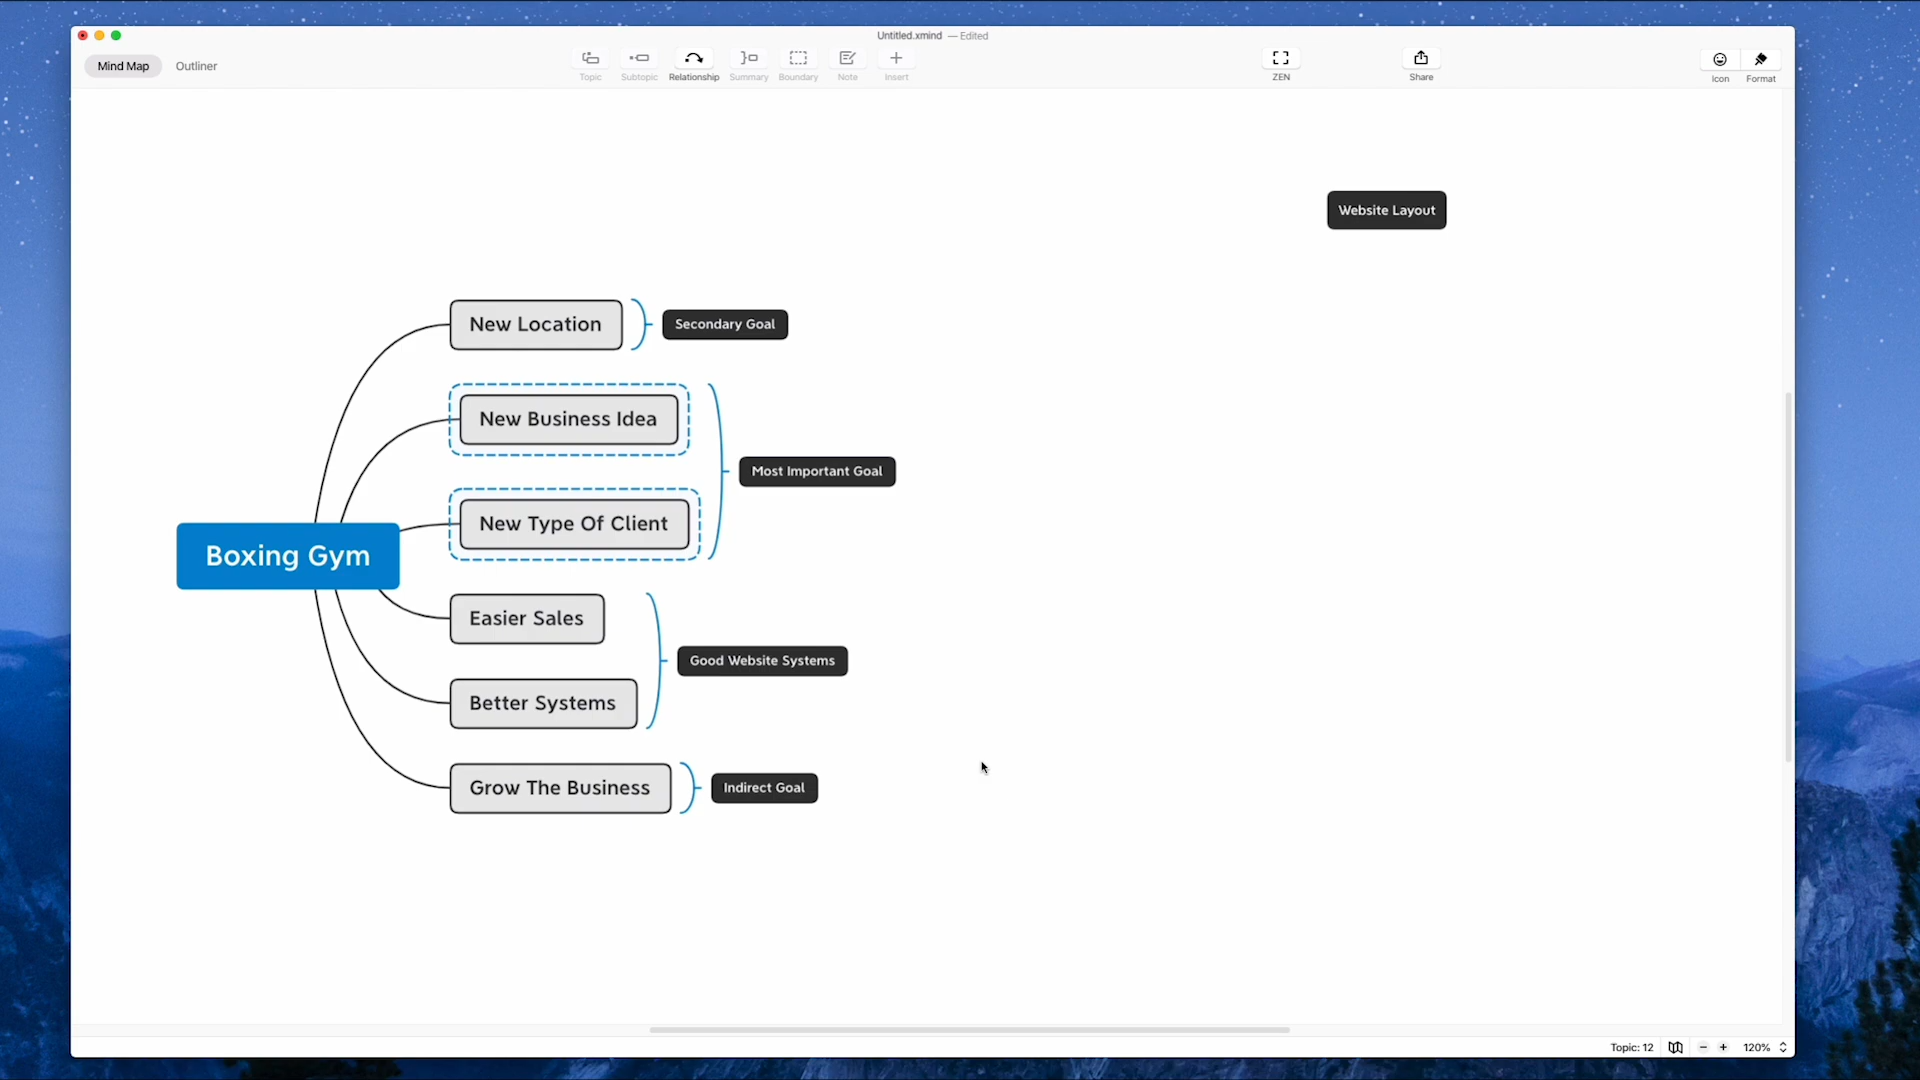 Untitled.xmind — Edited
Mind Map
Outliner
Topic
Subtopic
Relationship
Summary
Boundary
Note
Insert
ZEN
Share
Icon
Format
Website Layout
New Location
Secondary Goal
New Business Idea
Most Important Goal
New Type Of Client
Boxing Gym
Easier Sales
Good Website Systems
Better Systems
Grow The Business
Indirect Goal
Topic: 12
120%